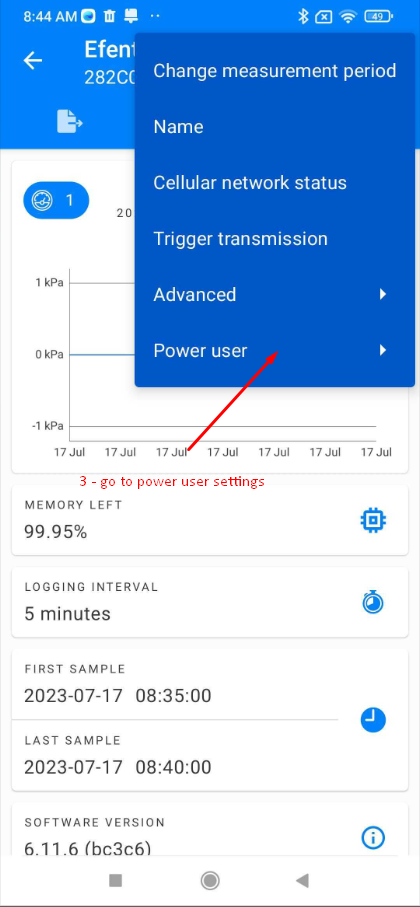 8:44 AM
49
Efent
282C0
Change measurement period
Name
Cellular network status
Trigger transmission
Advanced
Power user
1
20
1 kPa
0 kPa
-1 kPa
17 Jul 17 Jul 17 Jul 17 Jul 17 Jul 17 Jul 17 Jul
3 - go to power user settings
MEMORY LEFT
99.95%
LOGGING INTERVAL
5 minutes
FIRST SAMPLE
2023-07-17 08:35:00
LAST SAMPLE
2023-07-17 08:40:00
SOFTWARE VERSION
6.11.6 (bc3c6)